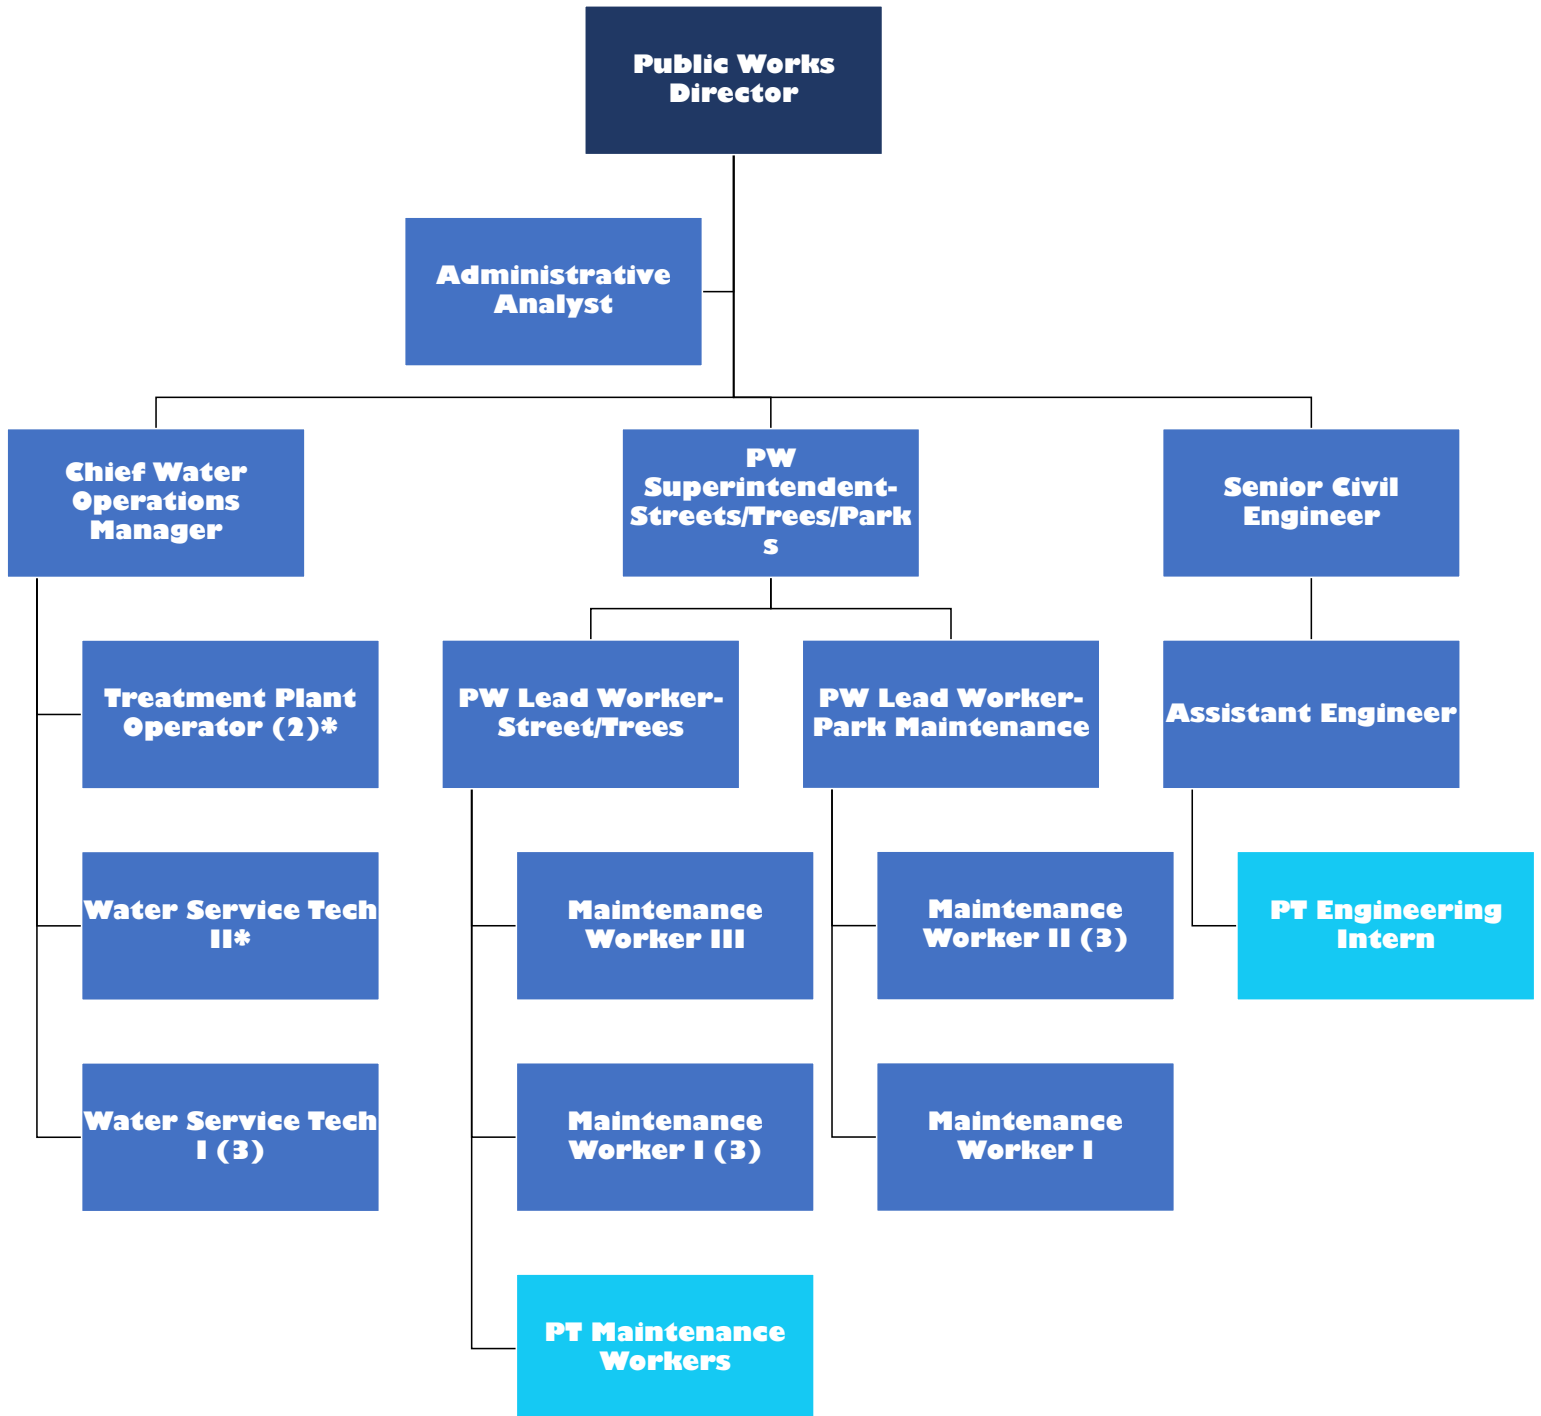 Public Works
Director
Administrative
Analyst
Chief Water
Operations
Manager
PW
Superintendent-
Streets/Trees/Park
s
Senior Civil
Engineer
Treatment Plant
Operator (2)*
PW Lead Worker-
Street/Trees
PW Lead Worker-
Park Maintenance
Assistant Engineer
Water Service Tech
II*
Maintenance
Worker III
Maintenance
Worker II (3)
PT Engineering
Intern
Water Service Tech
I (3)
Maintenance
Worker I (3)
Maintenance
Worker I
PT Maintenance
Workers